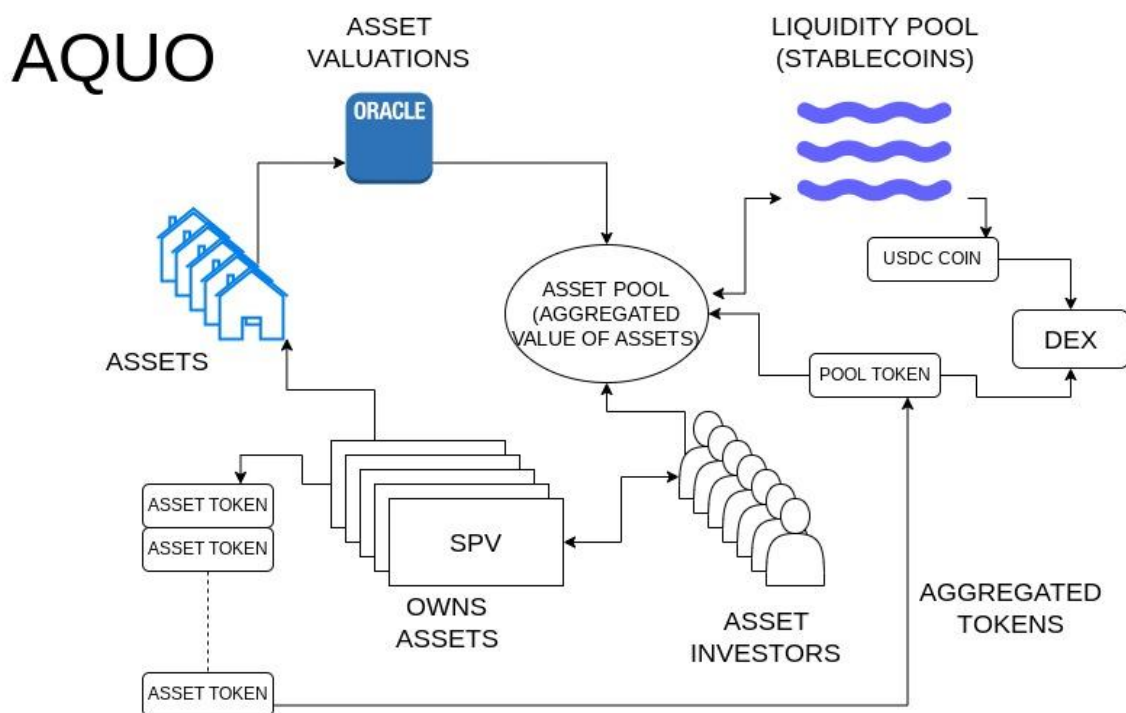 AQUO
ASSET
VALUATIONS
LIQUIDITY POOL
(STABLECOINS)
ORACLE
USDC COIN
ASSET POOL
(AGGREGATED
VALUE OF ASSETS)
DEX
ASSETS
POOL TOKEN
ASSET TOKEN
ASSET TOKEN
SPV
OWNS
ASSETS
ASSET
INVESTORS
AGGREGATED
TOKENS
ASSET TOKEN